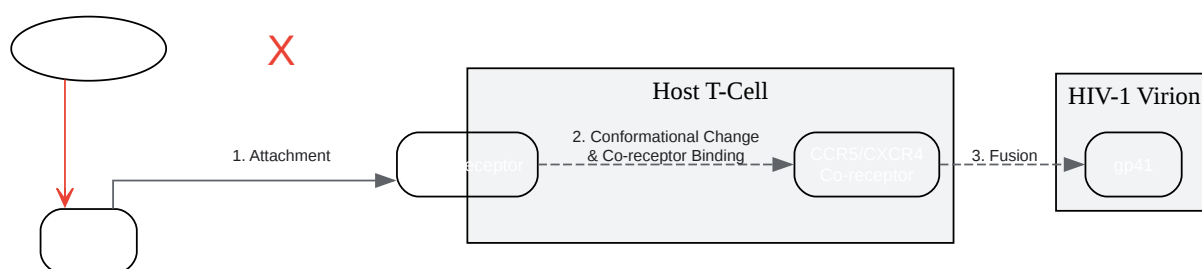 X
Host T-Cell
HIV-1 Virion
1. Attachment
2. Conformational Change
& Co-receptor Binding
eceptor
CCR5/CXCR4
Co-receptor
3. Fusion
gp41